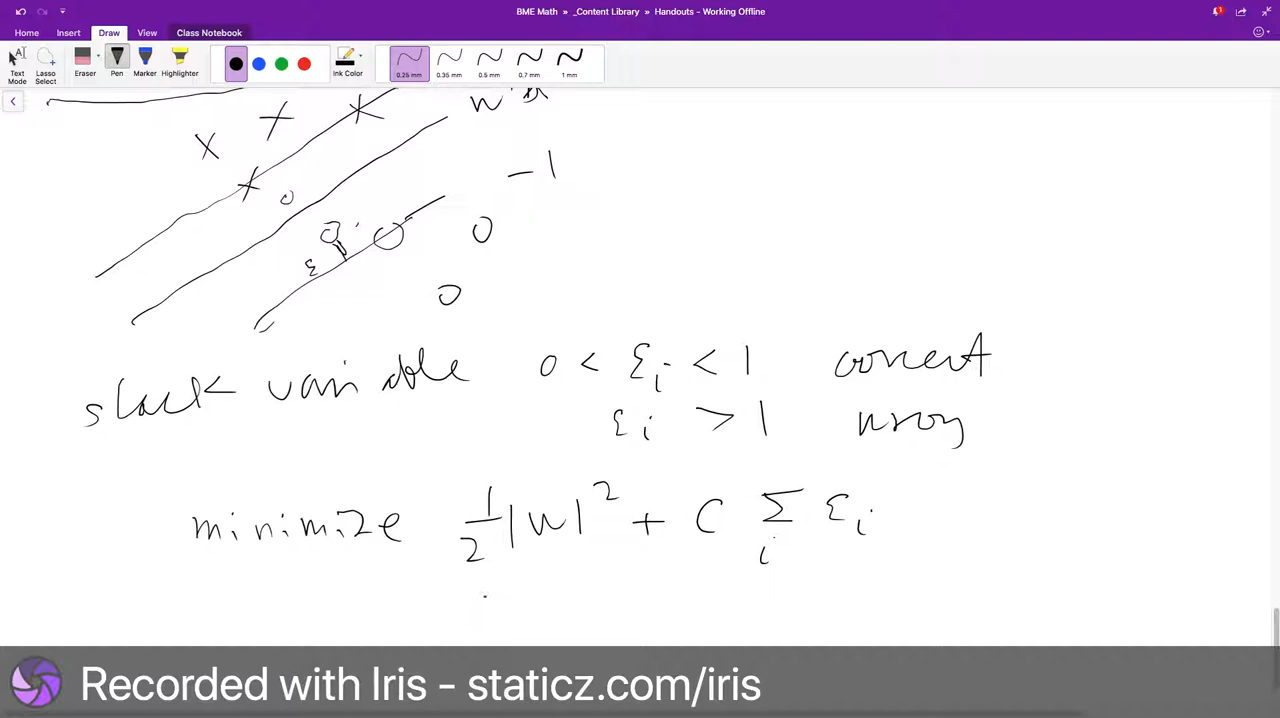 BME Math » _Content Library » Handouts - Working Offline
Home Insert Draw View Class Notebook
Text Mode Lasso Select Eraser Pen Marker Highlighter Ink Color 0.25 mm 0.35 mm 0.5 mm 0.7 mm 1 mm
-1
ε
slack variable 0 < ε_i < 1 correct
ε_i > 1 wrong
minimize 1/2 |w|^2 + C Σ_i ε_i
Recorded with Iris - staticz.com/iris